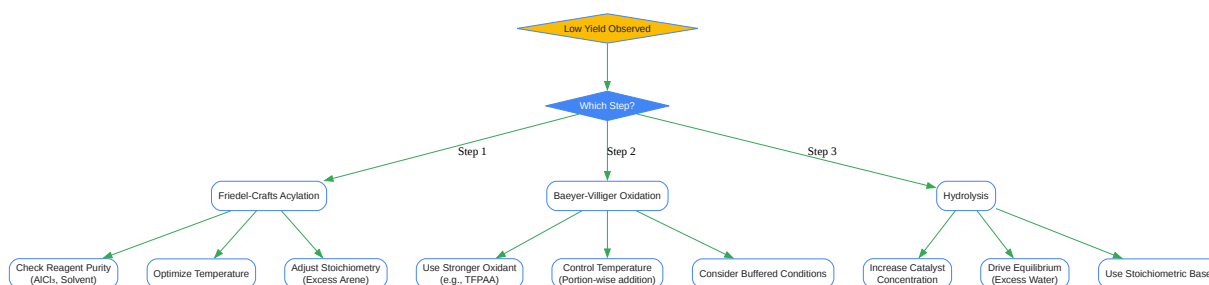 Low Yield Observed
Which Step?
Step 1
Step 2
Step 3
Friedel-Crafts Acylation
Baeyer-Villiger Oxidation
Hydrolysis
Check Reagent Purity
(AlCl₃, Solvent)
Optimize Temperature
Adjust Stoichiometry
(Excess Arene)
Use Stronger Oxidant
(e.g., TFPAA)
Control Temperature
(Portion-wise addition)
Consider Buffered Conditions
Increase Catalyst
Concentration
Drive Equilibrium
(Excess Water)
Use Stoichiometric Base